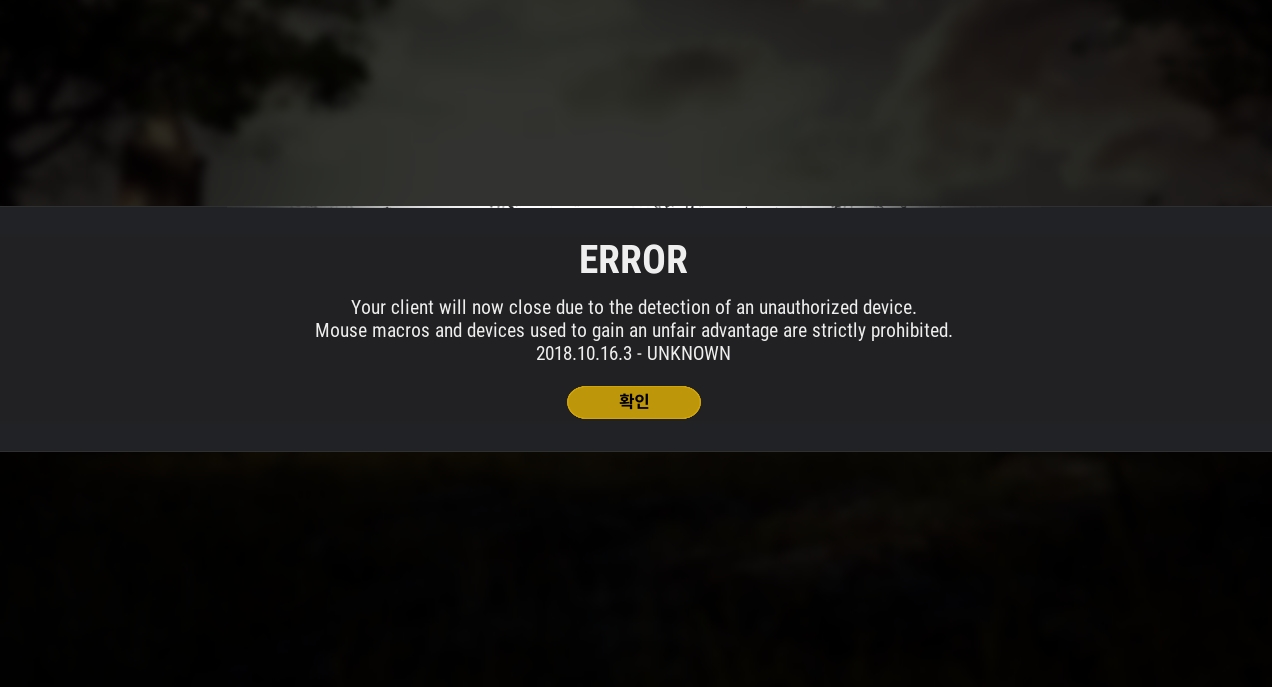 ERROR
Your client will now close due to the detection of an unauthorized device.
Mouse macros and devices used to gain an unfair advantage are strictly prohibited.
2018.10.16.3 - UNKNOWN
확인